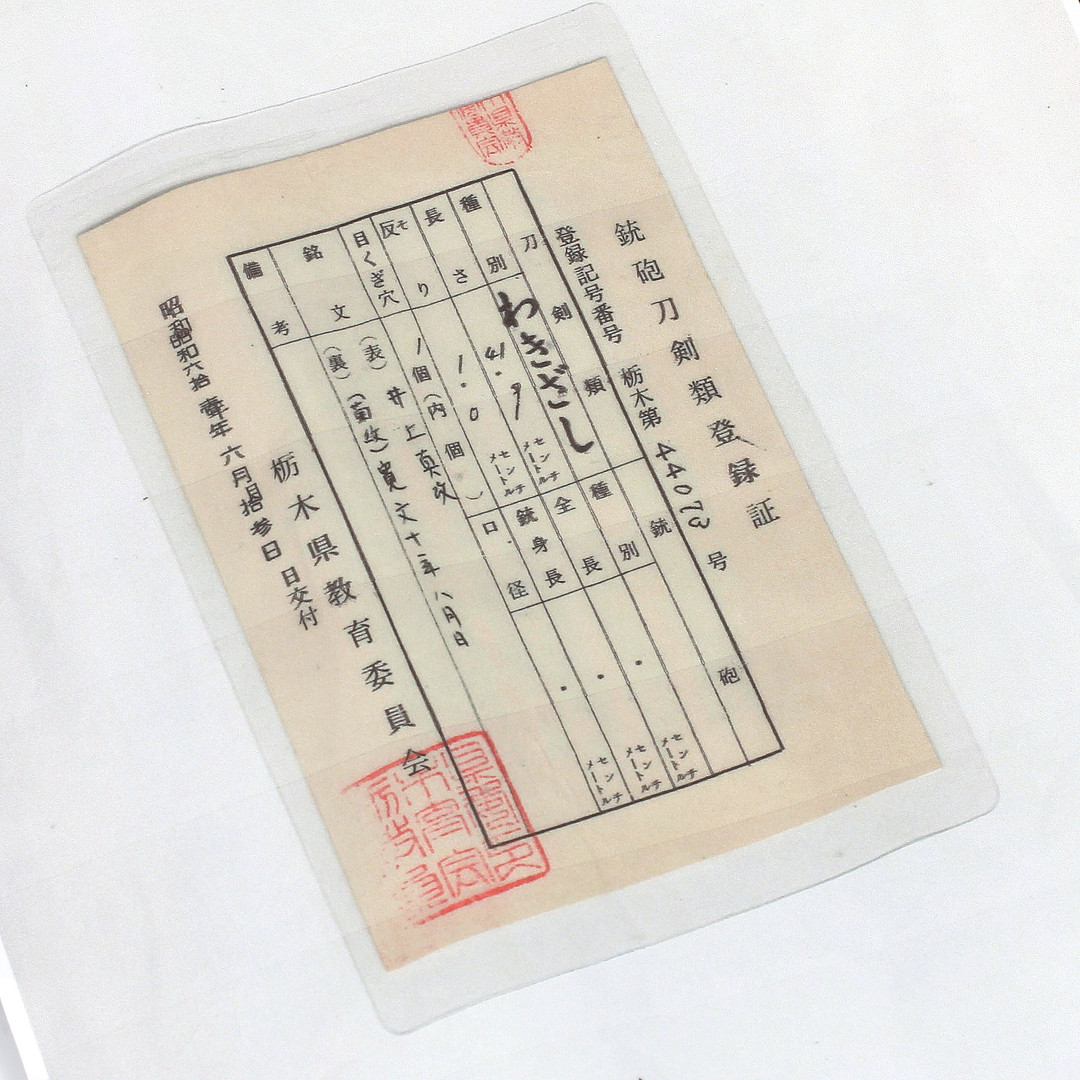 銃砲刀剣類登録証
登録記号番号 栃木第 44073 号
刀剣類
種別 わきざし
長さ 41.9 センチメートル
反り 1.0 センチメートル
目くぎ穴 1個(内 個)
銘文 (表) 井上真改
(裏) (菊紋) 寛文十二年八月日
備考
銃砲
種別
全長 . センチメートル
銃身長 . センチメートル
口径 . センチメートル
栃木県教育委員会
昭和昭和六拾壱年六月拾参日日交付